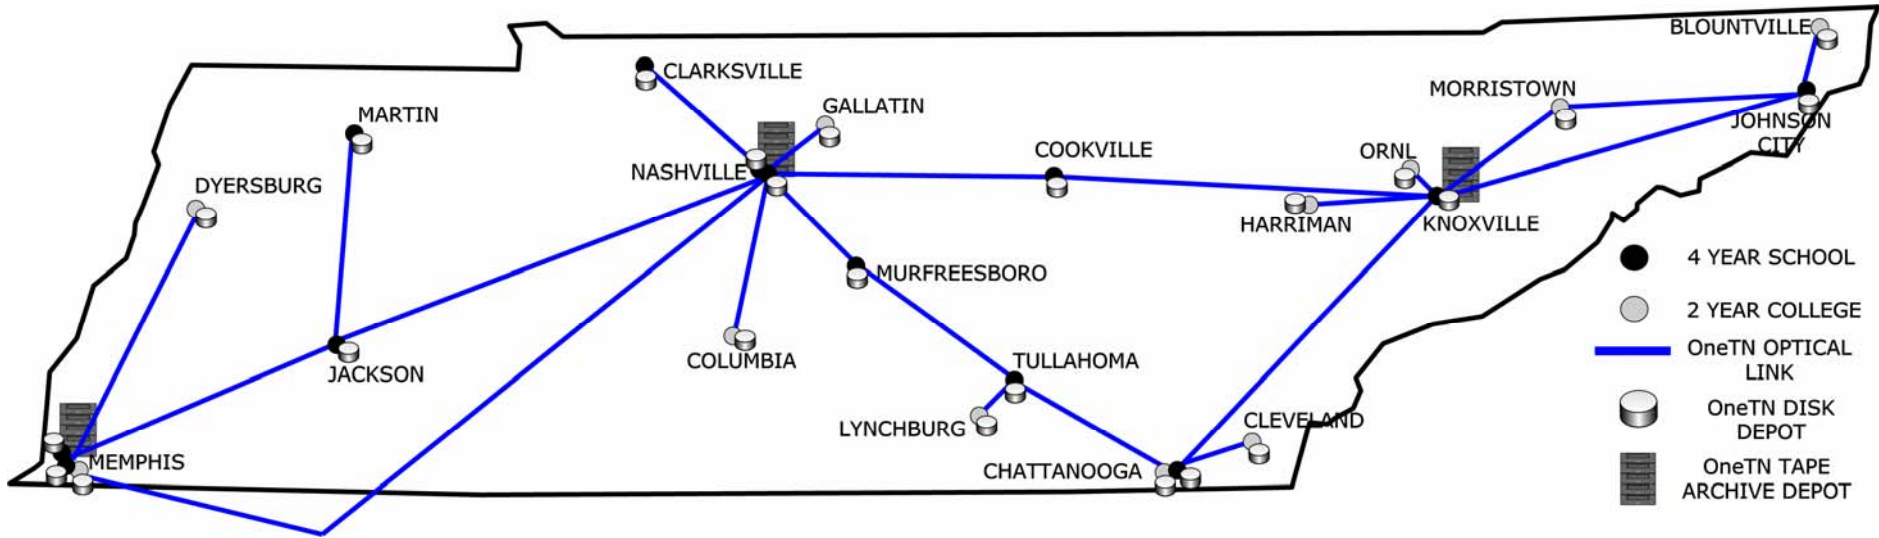 BLOUNTVILLE
CLARKSVILLE
MORRISTOWN
GALLATIN
MARTIN
JOHNSON
CITY
COOKVILLE
ORNL
NASHVILLE
DYERSBURG
HARRIMAN
KNOXVILLE
4 YEAR SCHOOL
MURFREESBORO
2 YEAR COLLEGE
OneTN OPTICAL
LINK
COLUMBIA
TULLAHOMA
JACKSON
OneTN DISK
DEPOT
CLEVELAND
LYNCHBURG
MEMPHIS
CHATTANOOGA
OneTN TAPE
ARCHIVE DEPOT